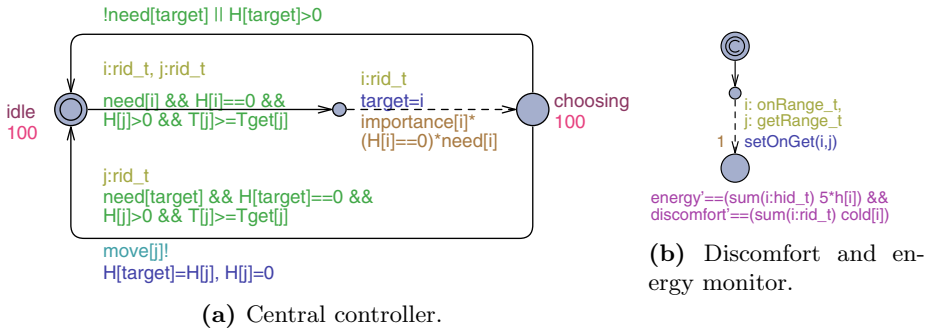 !need[target] || H[target]>0
i:rid_t, j:rid_t
need[i] && H[i]==0 &&
H[j]>0 && T[j]>=Tget[j]
i:rid_t
target=i
importance[i]*
(H[i]==0)*need[i]
idle
100
choosing
100
j:rid_t
need[target] && H[target]==0 &&
H[j]>0 && T[j]>=Tget[j]
move[j]!
H[target]=H[j], H[j]=0
(a) Central controller.
C
i: onRange_t,
j: getRange_t
1 setOnGet(i,j)
energy'==(sum(i:hid_t) 5*h[i]) &&
discomfort'==(sum(i:rid_t) cold[i])
(b) Discomfort and en-
ergy monitor.